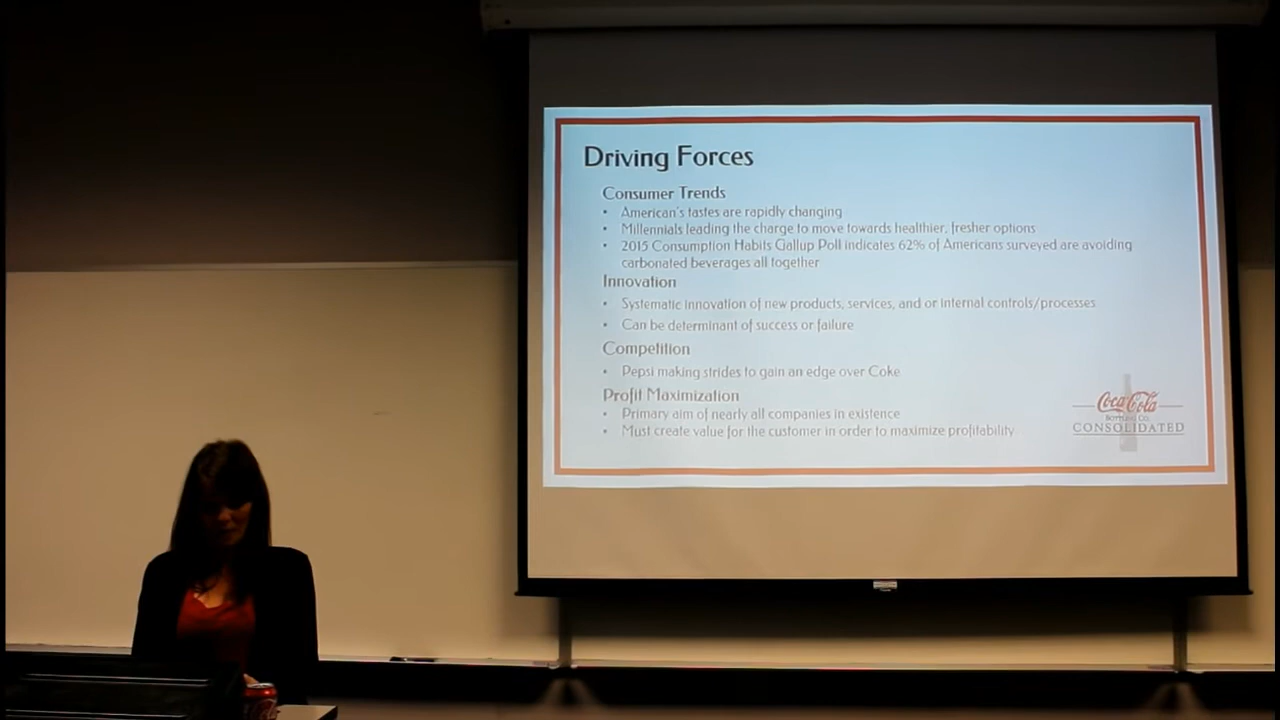 Driving Forces
Consumer Trends
• American's tastes are rapidly changing
• Millennials leading the charge to move towards healthier, fresher options
• 2015 Consumption Habits Gallup Poll indicates 62% of Americans surveyed are avoiding
carbonated beverages all together
Innovation
• Systematic innovation of new products, services, and or internal controls/processes
• Can be determinant of success or failure
Competition
• Pepsi making strides to gain an edge over Coke
Profit Maximization
• Primary aim of nearly all companies in existence
• Must create value for the customer in order to maximize profitability
Coca-Cola
BOTTLING CO.
CONSOLIDATED